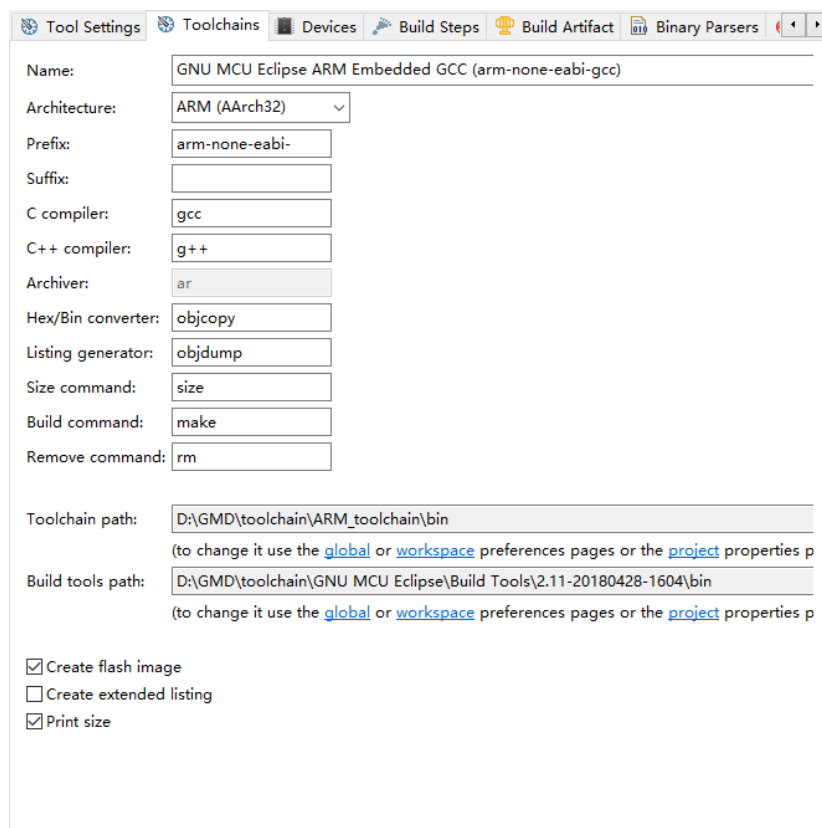 Tool Settings Toolchains Devices Build Steps Build Artifact Binary Parsers
Name: GNU MCU Eclipse ARM Embedded GCC (arm-none-eabi-gcc)
Architecture: ARM (AArch32)
Prefix: arm-none-eabi-
Suffix:
C compiler: gcc
C++ compiler: g++
Archiver: ar
Hex/Bin converter: objcopy
Listing generator: objdump
Size command: size
Build command: make
Remove command: rm
Toolchain path: D:\GMD\toolchain\ARM_toolchain\bin
(to change it use the global or workspace preferences pages or the project properties p
Build tools path: D:\GMD\toolchain\GNU MCU Eclipse\Build Tools\2.11-20180428-1604\bin
(to change it use the global or workspace preferences pages or the project properties p
Create flash image
Create extended listing
Print size